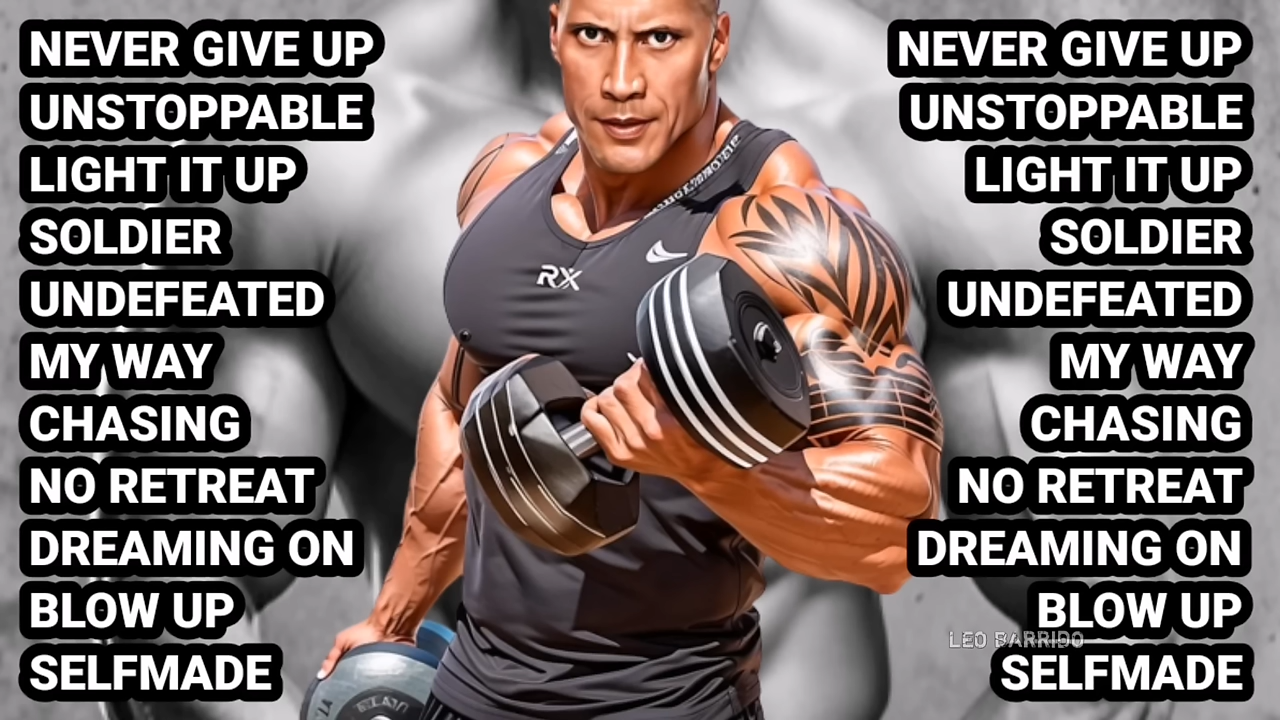 NEVER GIVE UP
UNSTOPPABLE
LIGHT IT UP
SOLDIER
UNDEFEATED
MY WAY
CHASING
NO RETREAT
DREAMING ON
BLOW UP
SELFMADE
RX
NEVER GIVE UP
UNSTOPPABLE
LIGHT IT UP
SOLDIER
UNDEFEATED
MY WAY
CHASING
NO RETREAT
DREAMING ON
BLOW UP
LEO BARRIDO
SELFMADE